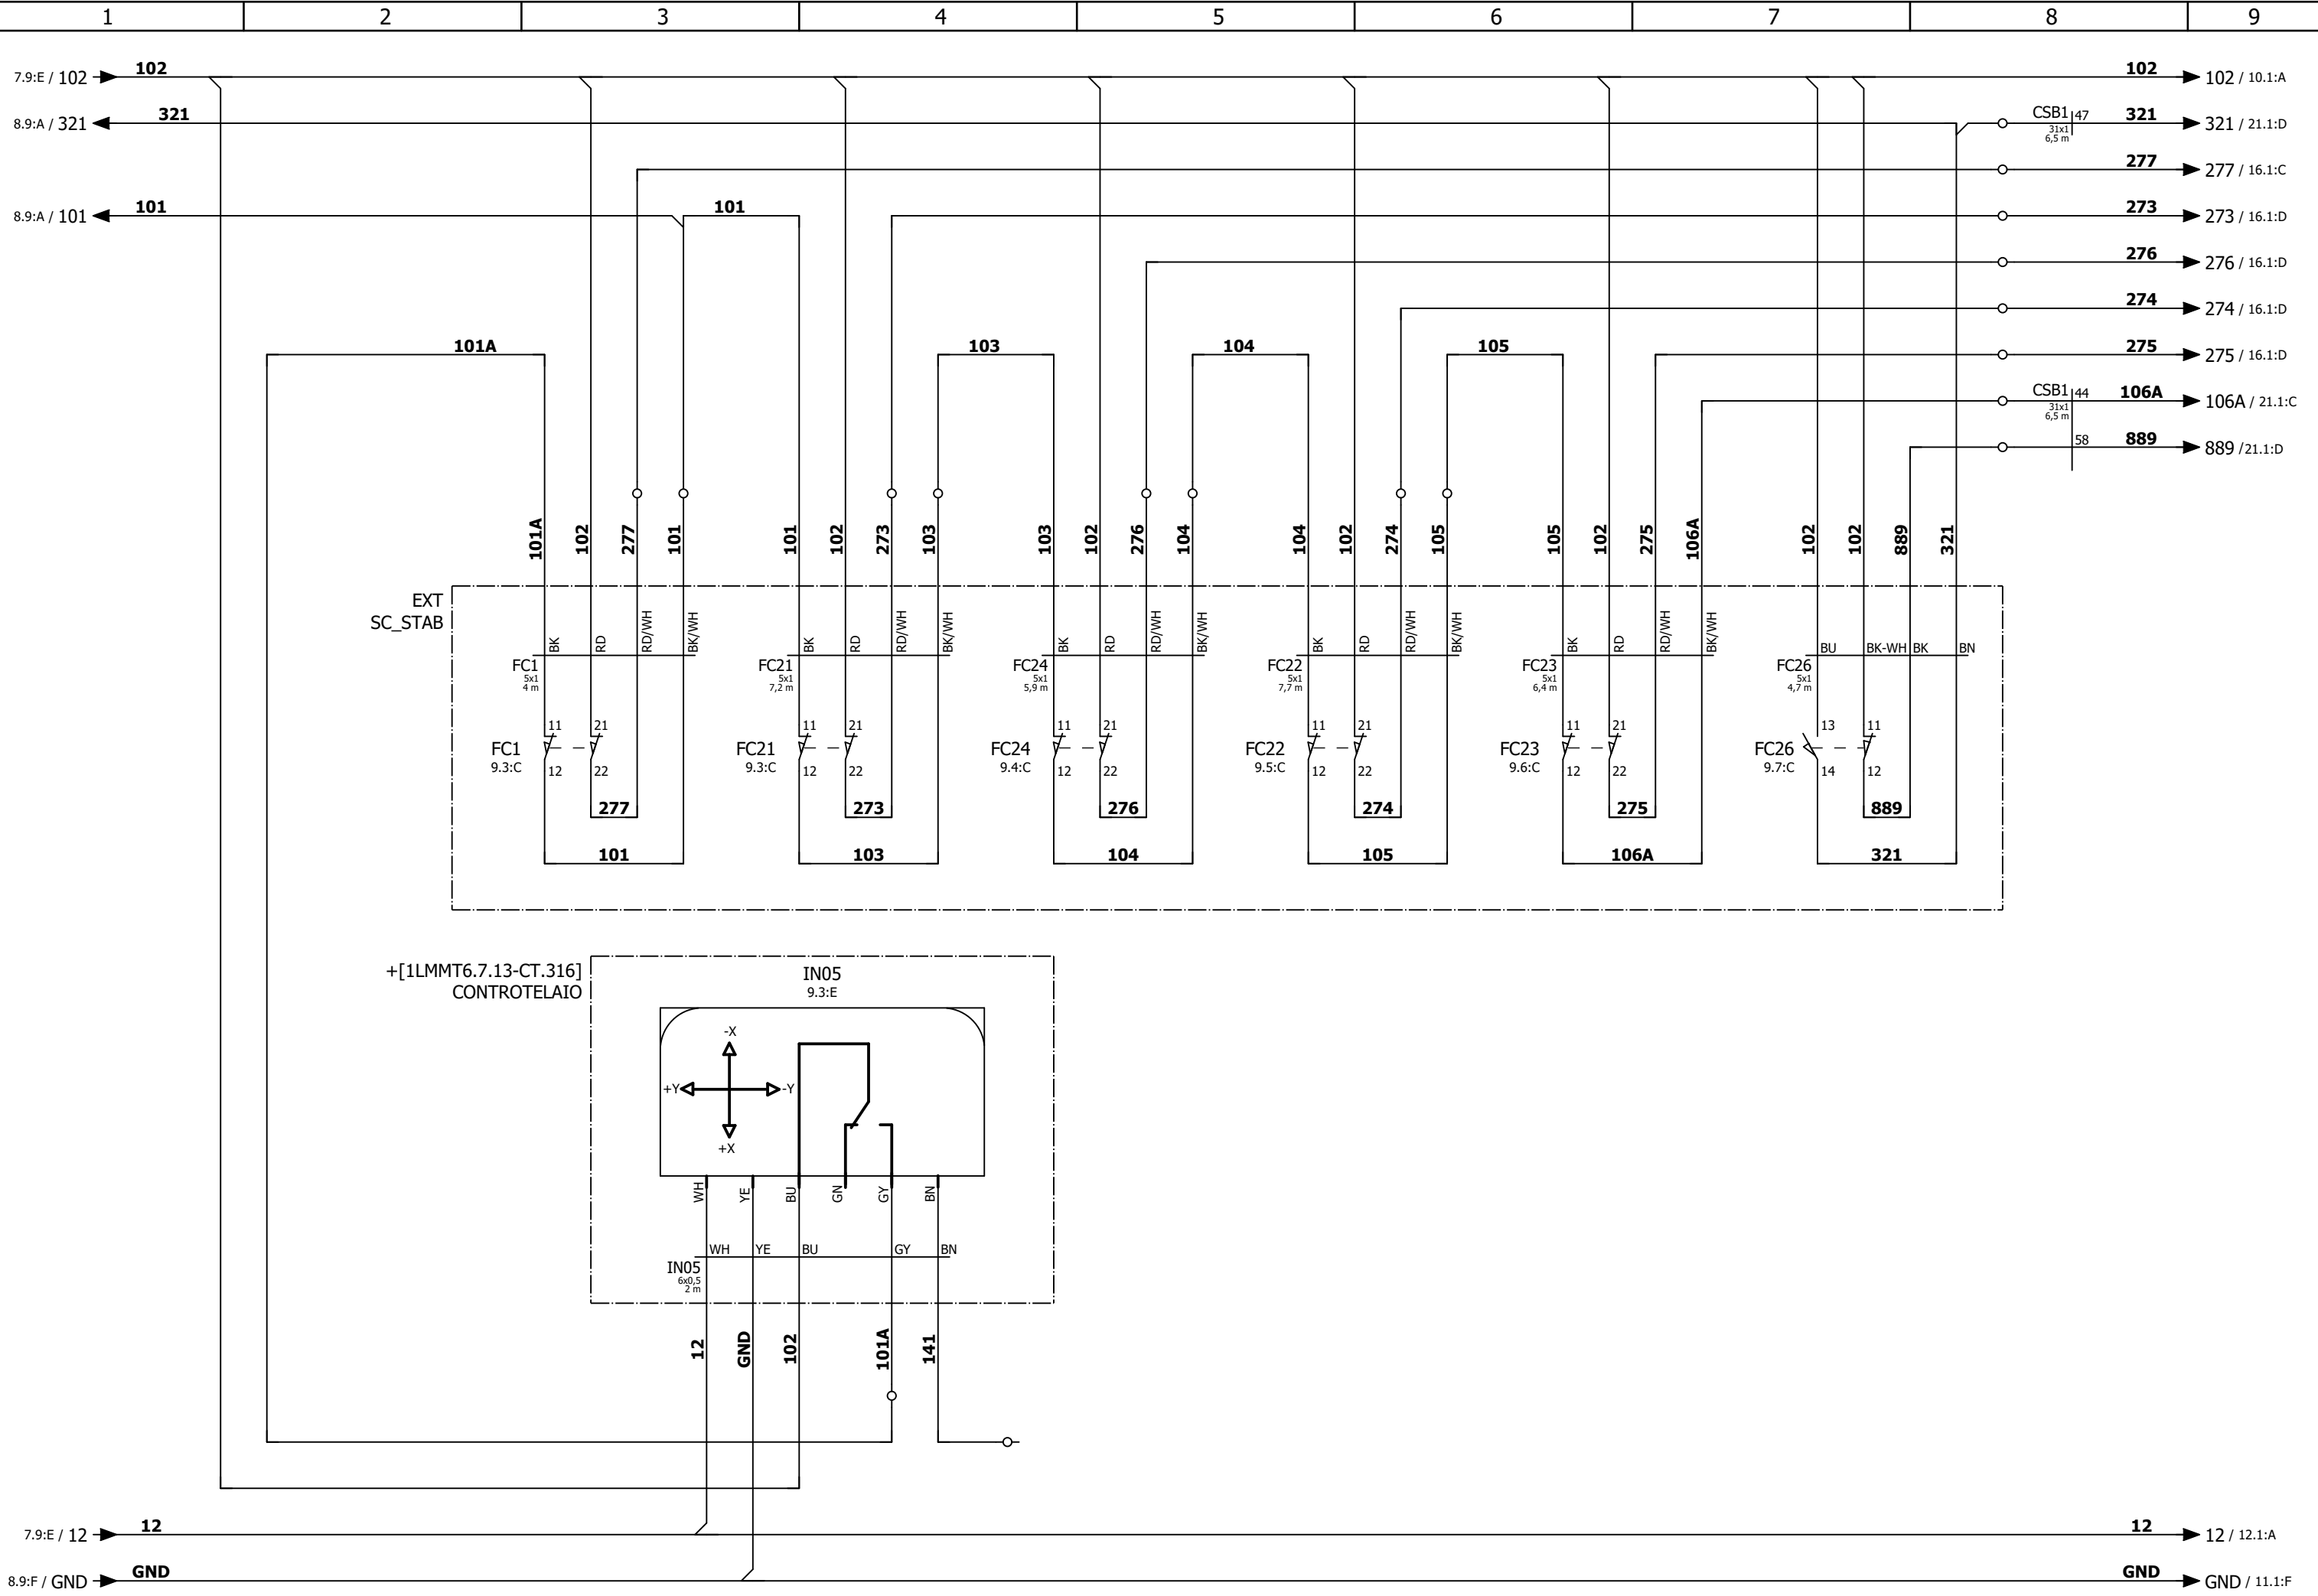 1 2 3 4 5 6 7 8 9
7.9:E / 102 102 102 102 / 10.1:A
8.9:A / 321 321 CSB1 47 321 321 / 21.1:D
31x1
6,5 m
277 277 / 16.1:C
8.9:A / 101 101 101 273 273 / 16.1:D
276 276 / 16.1:D
274 274 / 16.1:D
101A 103 104 105 275 275 / 16.1:D
CSB1 44 106A 106A / 21.1:C
31x1
6,5 m
58 889 889 /21.1:D
101A 102 277 101 101 102 273 103 103 102 276 104 104 102 274 105 105 102 275 106A 102 102 889 321
EXT
SC_STAB
BK RD RD/WH BK/WH BK RD RD/WH BK/WH BK RD RD/WH BK/WH BK RD RD/WH BK/WH BK RD RD/WH BK/WH BU BK-WH BK BN
FC1 FC21 FC24 FC22 FC23 FC26
5x1 5x1 5x1 5x1 5x1 5x1
4 m 7,2 m 5,9 m 7,7 m 6,4 m 4,7 m
11 21 11 21 11 21 11 21 11 21 13 11
FC1 FC21 FC24 FC22 FC23 FC26
9.3:C 9.3:C 9.4:C 9.5:C 9.6:C 9.7:C
12 22 12 22 12 22 12 22 12 22 14 12
277 273 276 274 275 889
101 103 104 105 106A 321
+[1LMMT6.7.13-CT.316]
CONTROTELAIO
IN05
9.3:E
-X
+Y -Y
+X
WH YE BU GN GY BN
WH YE BU GY BN
IN05
6x0,5
2 m
12 GND 102 101A 141
7.9:E / 12 12 12 12 / 12.1:A
8.9:F / GND GND GND GND / 11.1:F